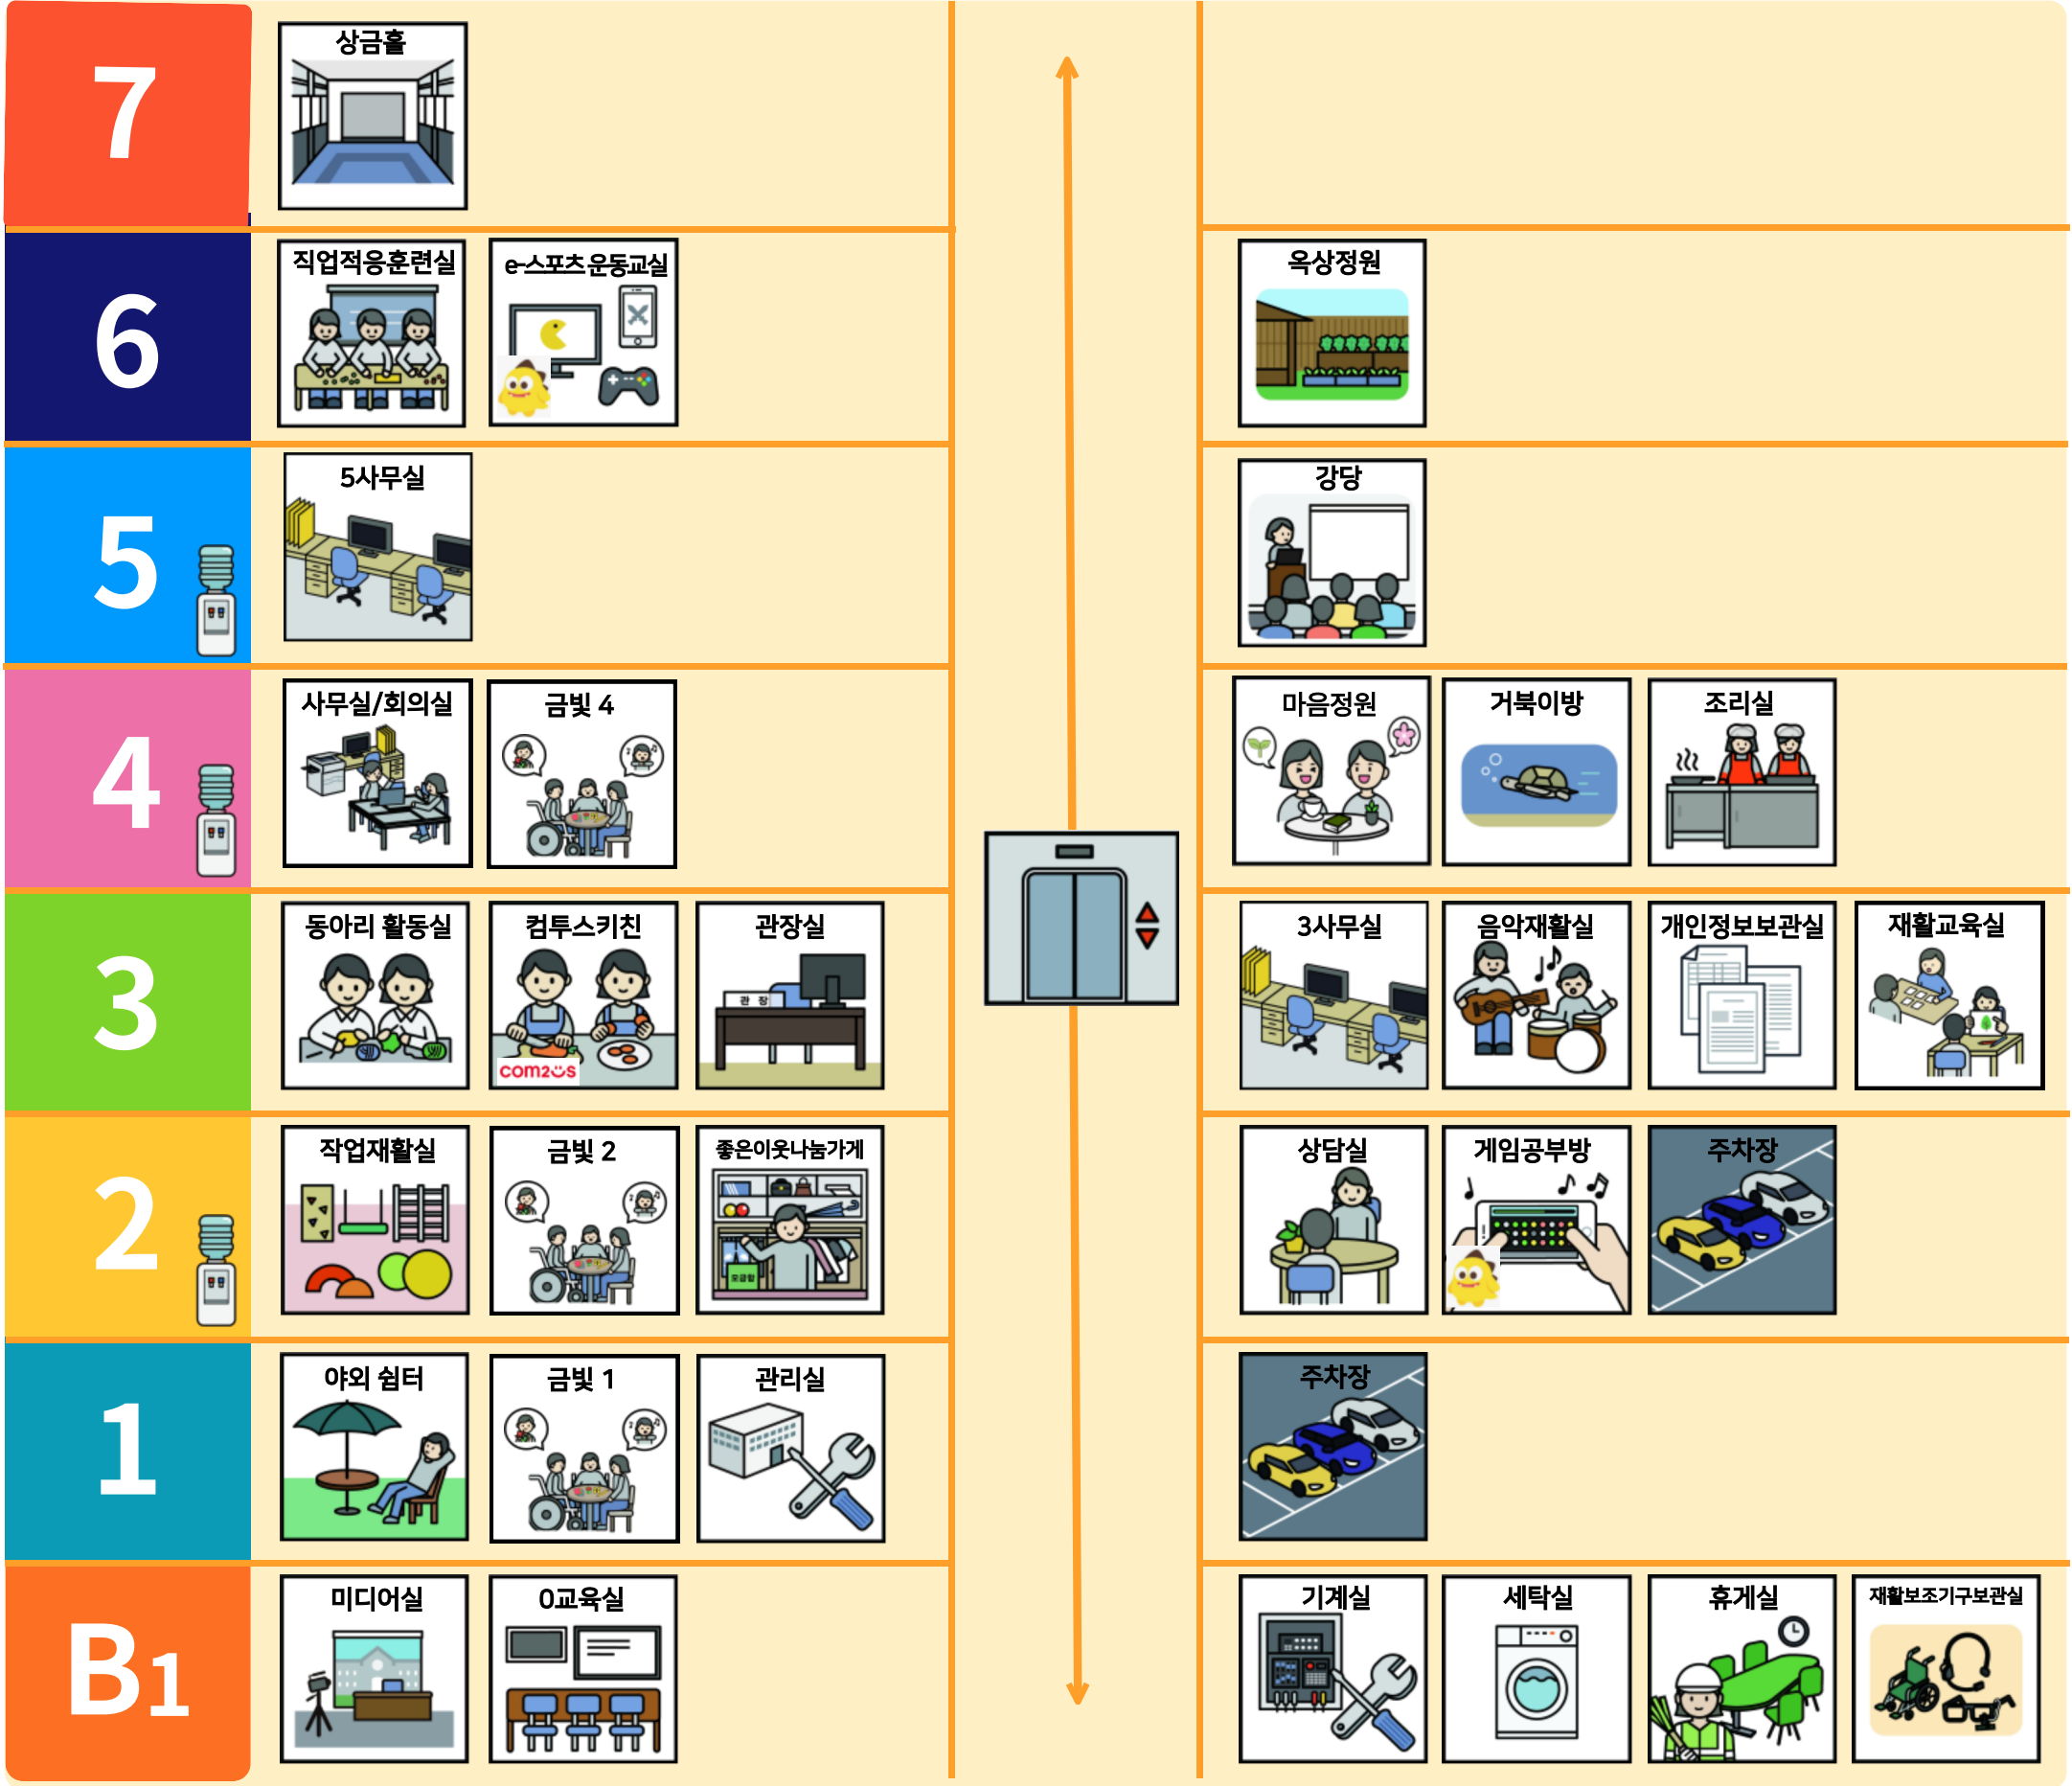 7
상금홀
6
직업적응훈련실
e-스포츠 운동교실
옥상정원
5
5사무실
강당
4
사무실/회의실
금빛 4
마음정원
거북이방
조리실
3
동아리 활동실
컴투스키친
com2us
관장실
관 장
3사무실
음악재활실
개인정보보관실
재활교육실
2
작업재활실
금빛 2
좋은이웃나눔가게
모금함
상담실
게임공부방
주차장
1
야외 쉼터
금빛 1
관리실
주차장
B1
미디어실
0교육실
기계실
세탁실
휴게실
재활보조기구보관실